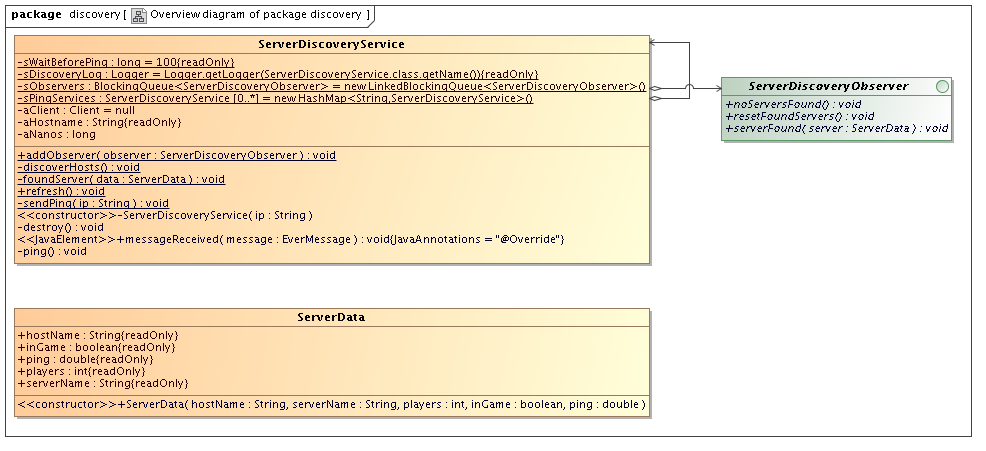 package discovery [ Overview diagram of package discovery ]
ServerDiscoveryService
-sWaitBeforePing : long = 100{readOnly}
-sDiscoveryLog : Logger = Logger.getLogger(ServerDiscoveryService.class.getName()){readOnly}
-sObservers : BlockingQueue<ServerDiscoveryObserver> = newLinkedBlockingQueue<ServerDiscoveryObserver>()
-sPingServices : ServerDiscoveryService [0..*] = newHashMap<String,ServerDiscoveryService>()
-aClient : Client = null
-aHostname : String{readOnly}
-aNanos : long
+addObserver( observer : ServerDiscoveryObserver ) : void
-discoverHosts() : void
-foundServer( data : ServerData ) : void
+refresh() : void
-sendPing( ip : String ) : void
<<constructor>>-ServerDiscoveryService( ip : String )
-destroy() : void
<<JavaElement>>+messageReceived( message : EverMessage ) : void{JavaAnnotations = "@Override"}
-ping() : void
ServerDiscoveryObserver
+noServersFound() : void
+resetFoundServers() : void
+serverFound( server : ServerData ) : void
ServerData
+hostName : String{readOnly}
+inGame : boolean{readOnly}
+ping : double{readOnly}
+players : int{readOnly}
+serverName : String{readOnly}
<<constructor>>+ServerData( hostName : String, serverName : String, players : int, inGame : boolean, ping : double )